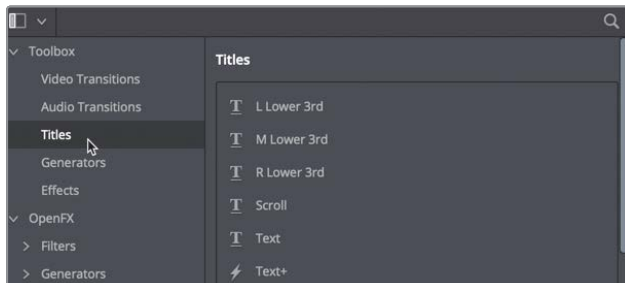 Toolbox
Video Transitions
Audio Transitions
Titles
Generators
Effects
OpenFX
Filters
Generators
Titles
L Lower 3rd
M Lower 3rd
R Lower 3rd
Scroll
Text
Text+